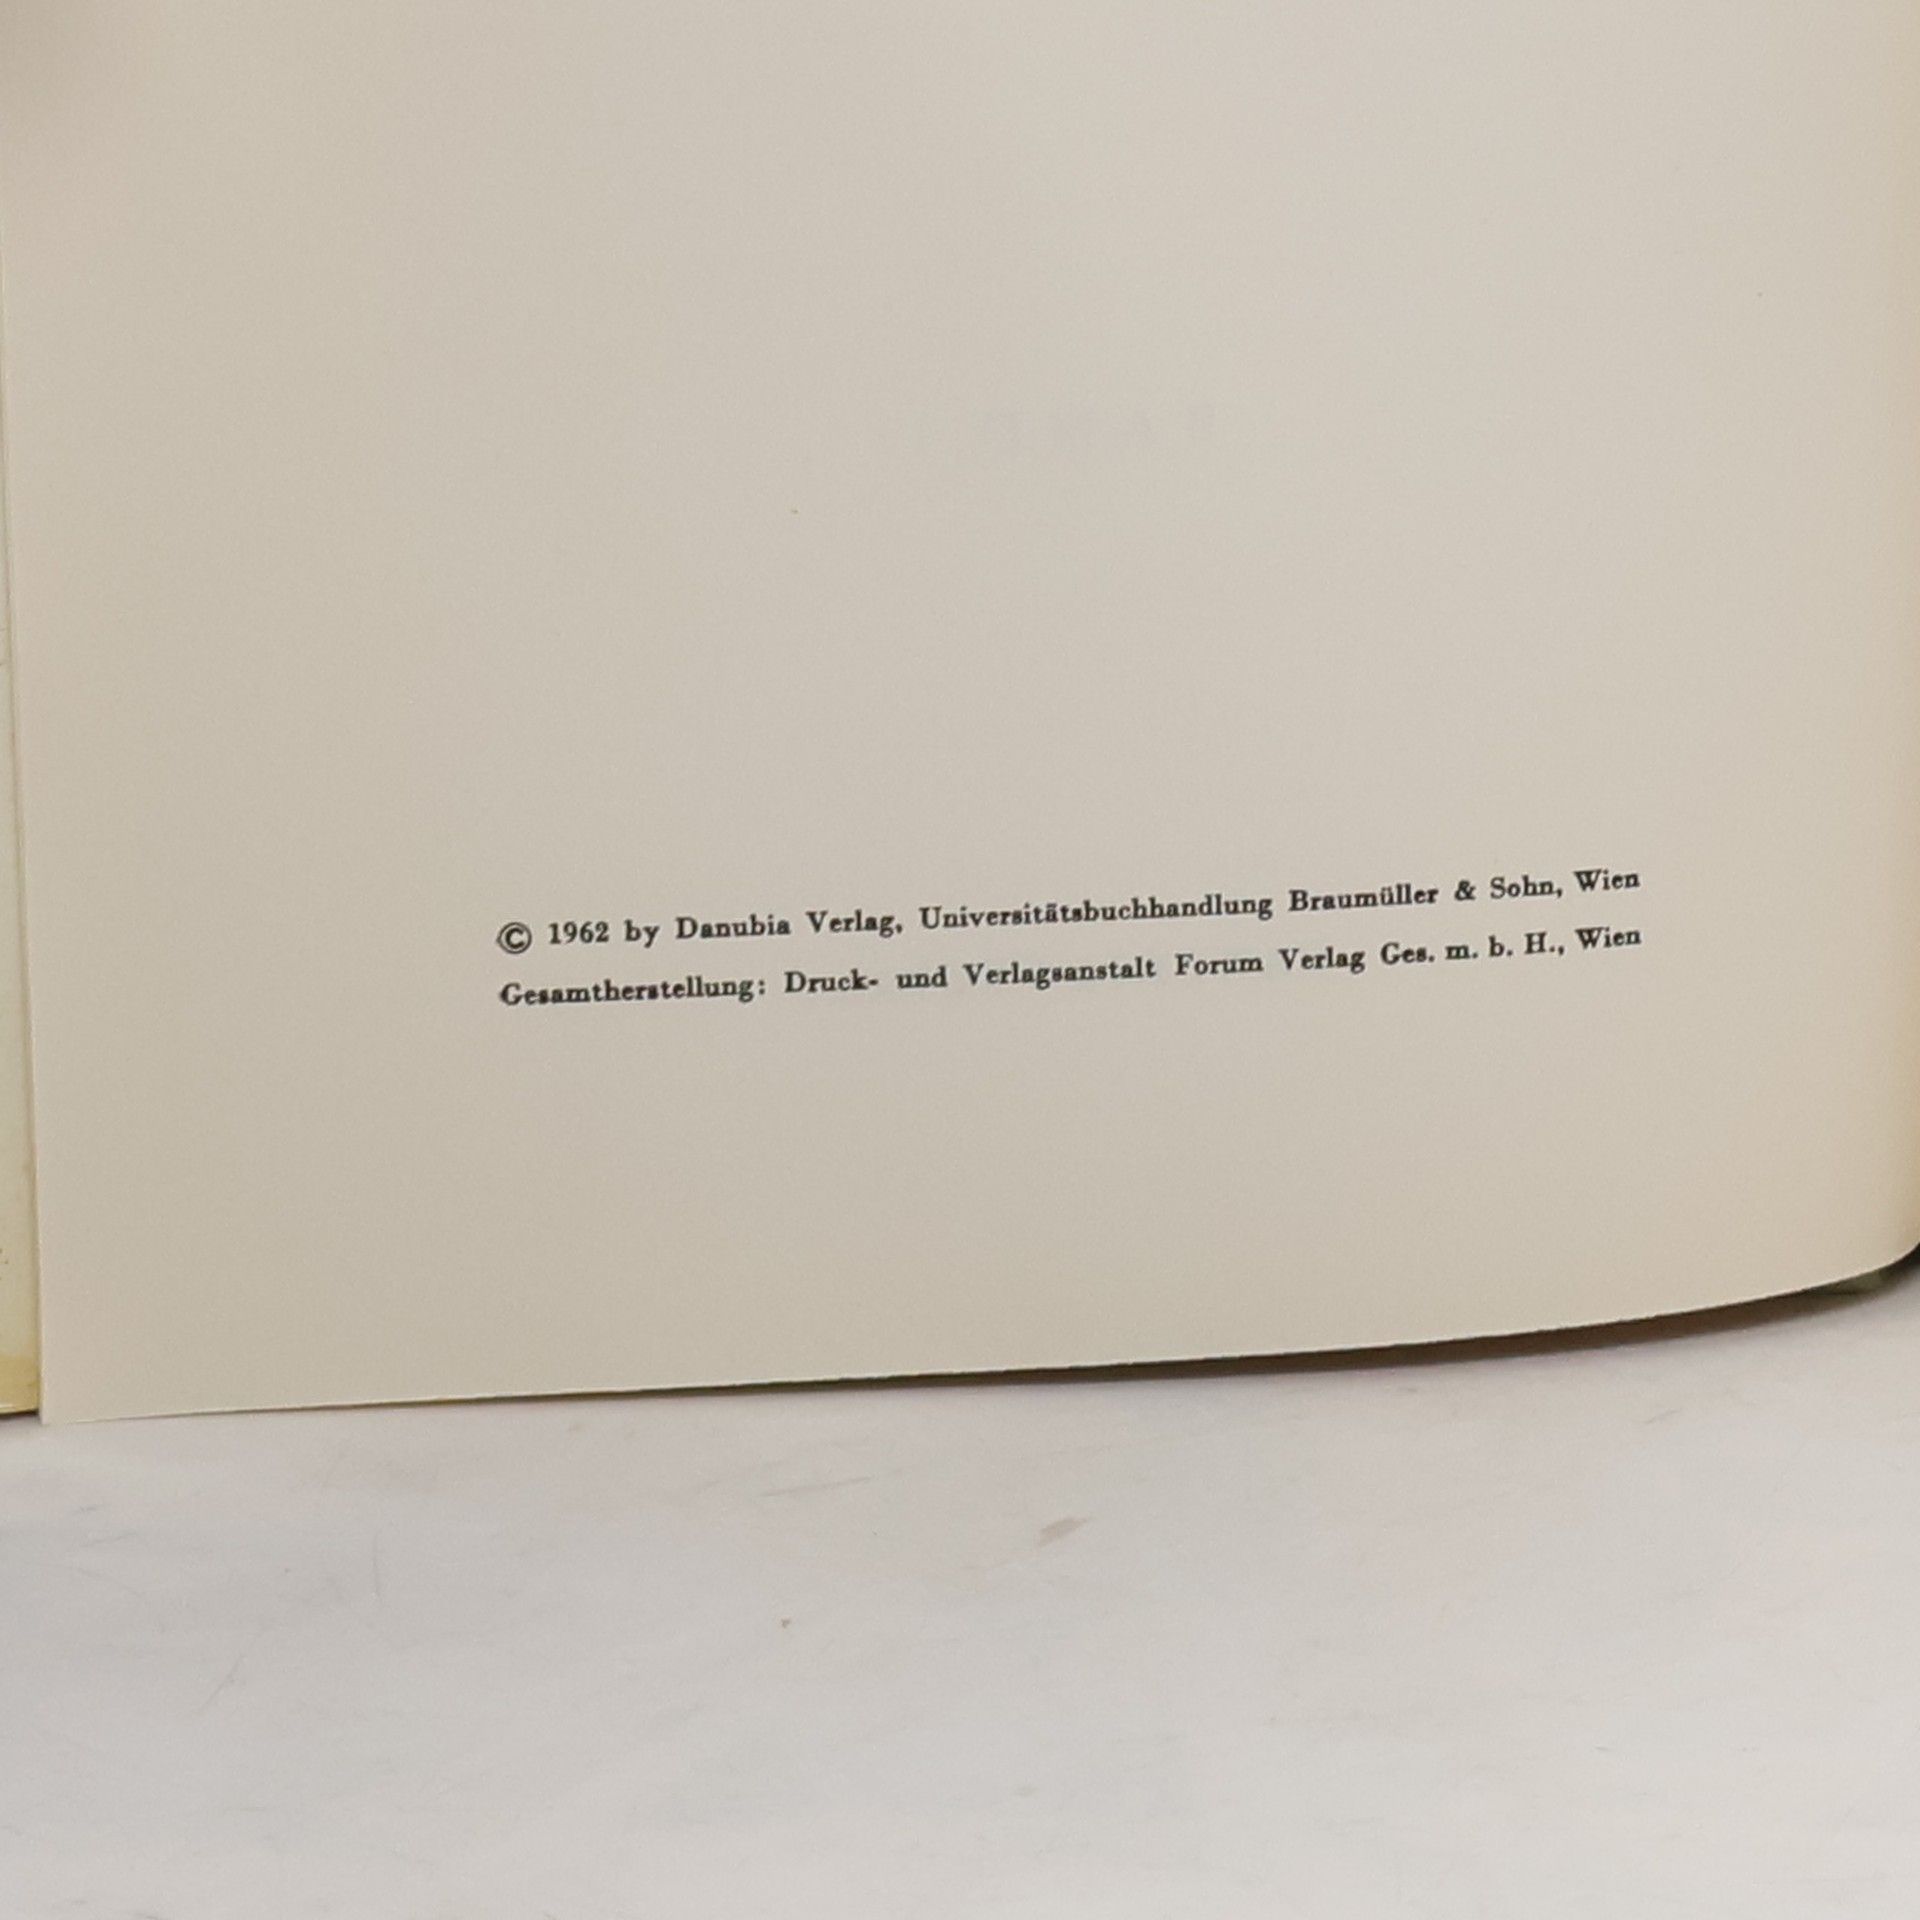 © 1962 by Danubia Verlag, Universitätsbuchhandlung Braumüller & Sohn, Wien
Gesamtherstellung: Druck- und Verlagsanstalt Forum Verlag Ges. m. b. H., Wien